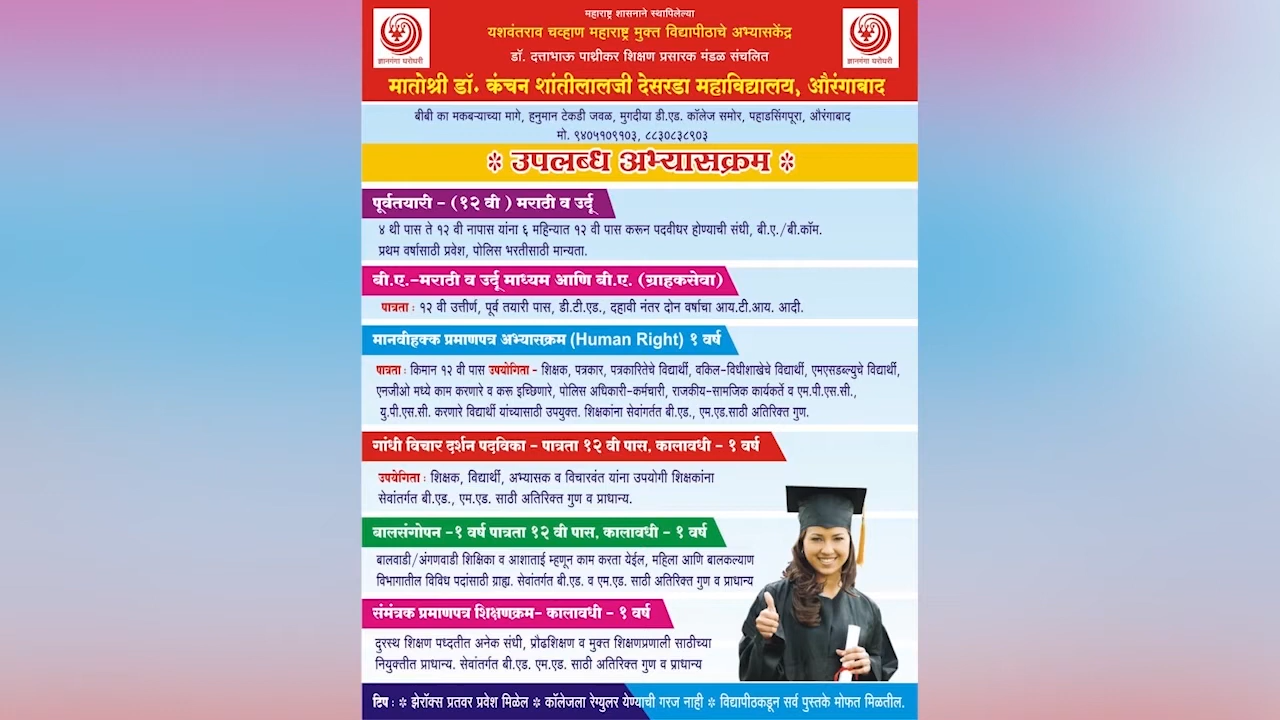 महाराष्ट्र शासनाने स्थापिलेल्या
यशवंतराव चव्हाण महाराष्ट्र मुक्त विद्यापीठाचे अभ्यासकेंद्र
डॉ. दत्ताभाऊ पाथ्रीकर शिक्षण प्रसारक मंडळ संचलित
मातोश्री डॉ. कंचन शांतीलालजी देसरडा महाविद्यालय, औरंगाबाद
ज्ञानगंगा घरोघरी
ज्ञानगंगा घरोघरी
बीबी का मकबऱ्याच्या मागे, हनुमान टेकडी जवळ, मुगदीया डी.एड. कॉलेज समोर, पहाडसिंगपूरा, औरंगाबाद
मो. ९४०५१०९१०३, ८८३०८३८९०३
❇ उपलब्ध अभ्यासक्रम ❇
पूर्वतयारी - (१२ वी ) मराठी व उर्दू
४ थी पास ते १२ वी नापास यांना ६ महिन्यात १२ वी पास करून पदवीधर होण्याची संधी, बी.ए./बी.कॉम.
प्रथम वर्षासाठी प्रवेश, पोलिस भरतीसाठी मान्यता.
बी.ए.-मराठी व उर्दू माध्यम आणि बी.ए. (ग्राहकसेवा)
पात्रता : १२ वी उत्तीर्ण, पूर्व तयारी पास, डी.टी.एड., दहावी नंतर दोन वर्षाचा आय.टी.आय. आदी.
मानवीहक्क प्रमाणपत्र अभ्यासक्रम (Human Right) १ वर्ष
पात्रता : किमान १२ वी पास उपयोगिता - शिक्षक, पत्रकार, पत्रकारितेचे विद्यार्थी, वकिल-विधीशाखेचे विद्यार्थी, एमएसडब्ल्युचे विद्यार्थी,
एनजीओ मध्ये काम करणारे व करू इच्छिणारे, पोलिस अधिकारी-कर्मचारी, राजकीय-सामजिक कार्यकर्ते व एम.पी.एस.सी.,
यु.पी.एस.सी. करणारे विद्यार्थी यांच्यासाठी उपयुक्त. शिक्षकांना सेवांगर्तत बी.एड., एम.एड.साठी अतिरिक्त गुण.
गांधी विचार दर्शन पदविका - पात्रता १२ वी पास, कालावधी - १ वर्ष
उपयोगिता : शिक्षक, विद्यार्थी, अभ्यासक व विचारवंत यांना उपयोगी शिक्षकांना
सेवांतर्गत बी.एड., एम.एड. साठी अतिरिक्त गुण व प्राधान्य.
बालसंगोपन -१ वर्ष पात्रता १२ वी पास, कालावधी - १ वर्ष
बालवाडी/अंगणवाडी शिक्षिका व आशाताई म्हणून काम करता येईल, महिला आणि बालकल्याण
विभागातील विविध पदांसाठी ग्राह्य. सेवांतर्गत बी.एड. व एम.एड. साठी अतिरिक्त गुण व प्राधान्य
संमंत्रक प्रमाणपत्र शिक्षणक्रम- कालावधी - १ वर्ष
दुरस्थ शिक्षण पध्दतीत अनेक संधी, प्रौढशिक्षण व मुक्त शिक्षणप्रणाली साठीच्या
नियुक्तीत प्राधान्य. सेवांतर्गत बी.एड. एम.एड. साठी अतिरिक्त गुण व प्राधान्य
टिप : ❇ झेरॉक्स प्रतवर प्रवेश मिळेल ❇ कॉलेजला रेग्युलर येण्याची गरज नाही ❇ विद्यापीठकडून सर्व पुस्तके मोफत मिळतील.